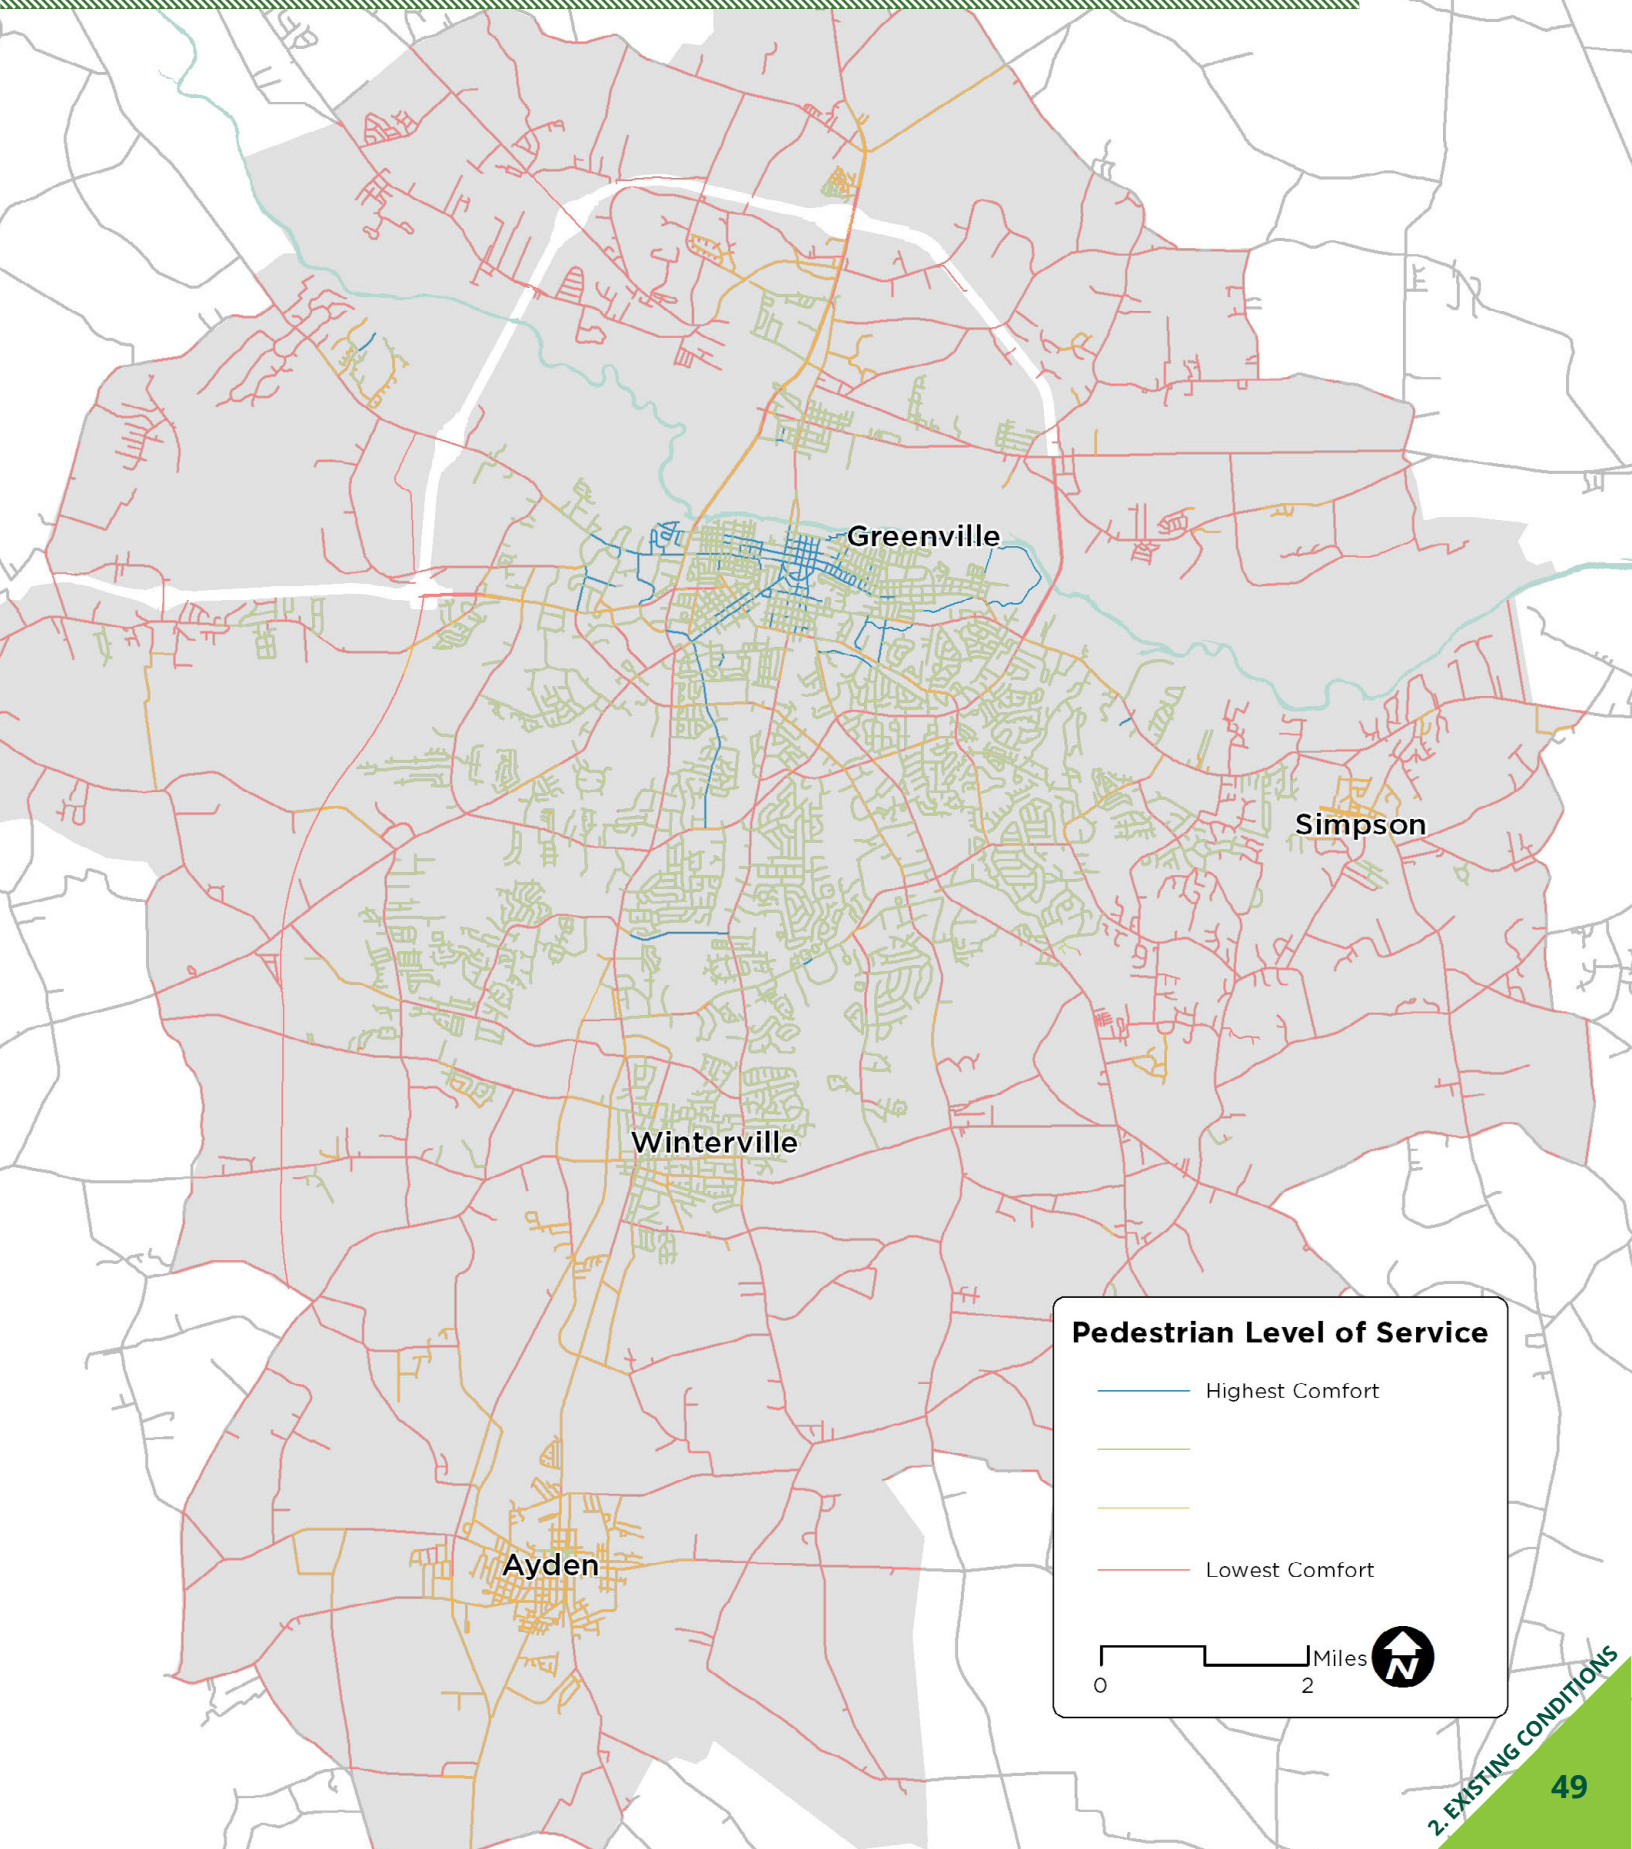 Greenville
Simpson
Winterville
Ayden
Pedestrian Level of Service
Highest Comfort
Lowest Comfort
Miles
0
2
N
2. EXISTING CONDITIONS
49